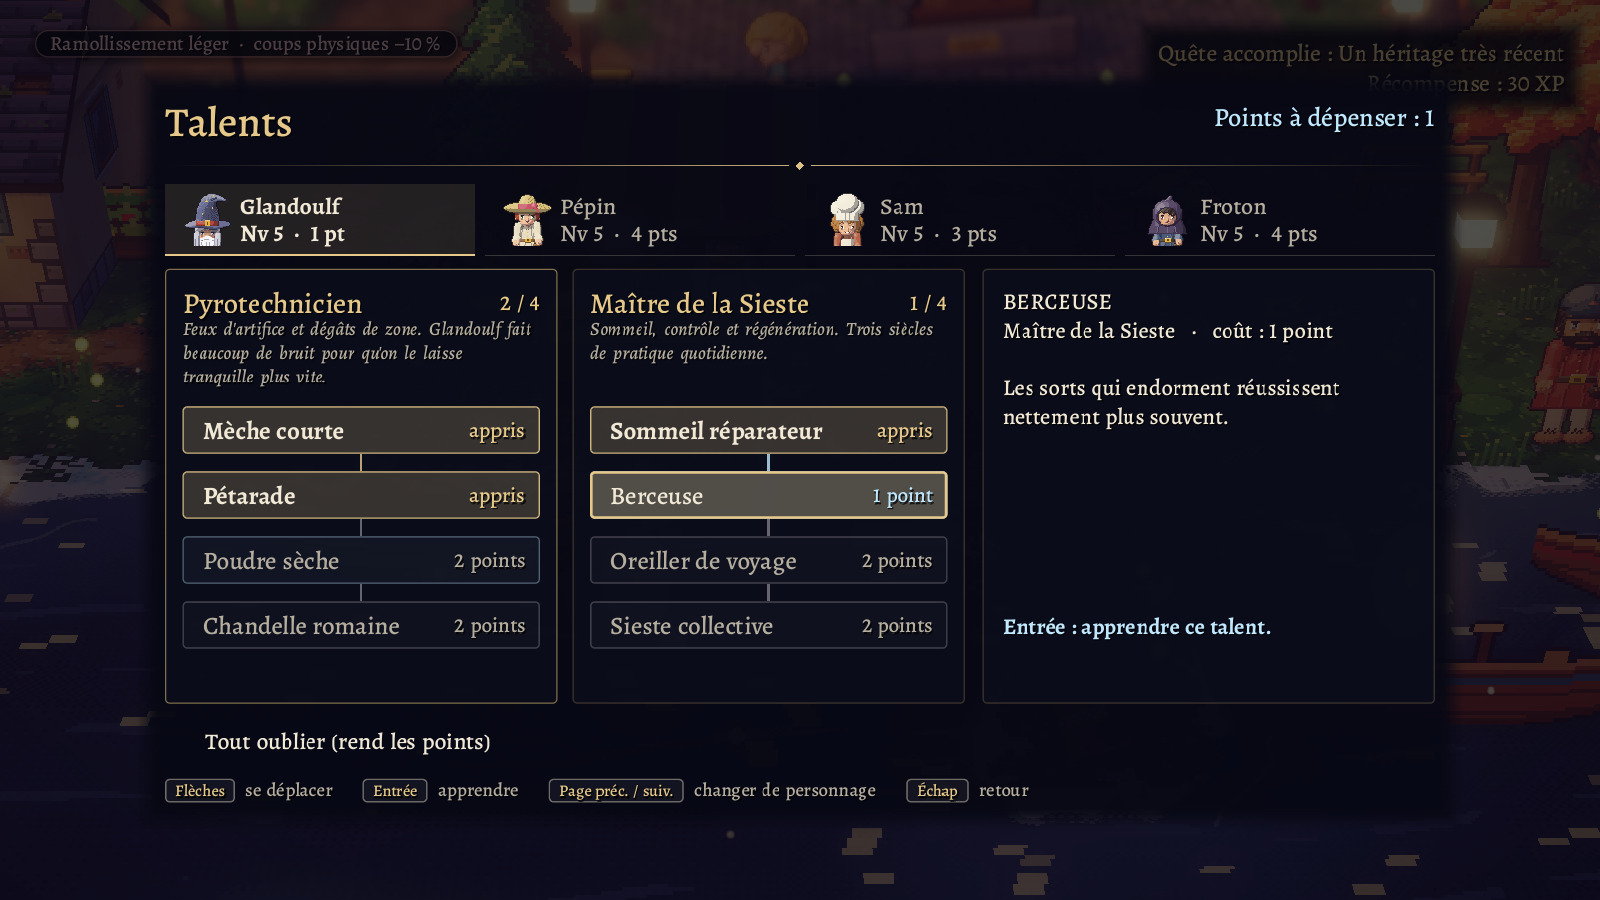 Ramollissement léger · coups physiques –10 %
Quête accomplie : Un héritage très récent
Récompense : 30 XP
Talents
Points à dépenser : 1
Glandoulf
Nv 5 · 1 pt
Pépin
Nv 5 · 4 pts
Sam
Nv 5 · 3 pts
Froton
Nv 5 · 4 pts
Pyrotechnicien 2 / 4
Feux d'artifice et dégâts de zone. Glandoulf fait
beaucoup de bruit pour qu'on le laisse
tranquille plus vite.
Mèche courte appris
Pétarade appris
Poudre sèche 2 points
Chandelle romaine 2 points
Maître de la Sieste 1 / 4
Sommeil, contrôle et régénération. Trois siècles
de pratique quotidienne.
Sommeil réparateur appris
Berceuse 1 point
Oreiller de voyage 2 points
Sieste collective 2 points
BERCEUSE
Maître de la Sieste · coût : 1 point
Les sorts qui endorment réussissent
nettement plus souvent.
Entrée : apprendre ce talent.
Tout oublier (rend les points)
Flèches se déplacer Entrée apprendre Page préc. / suiv. changer de personnage Échap retour